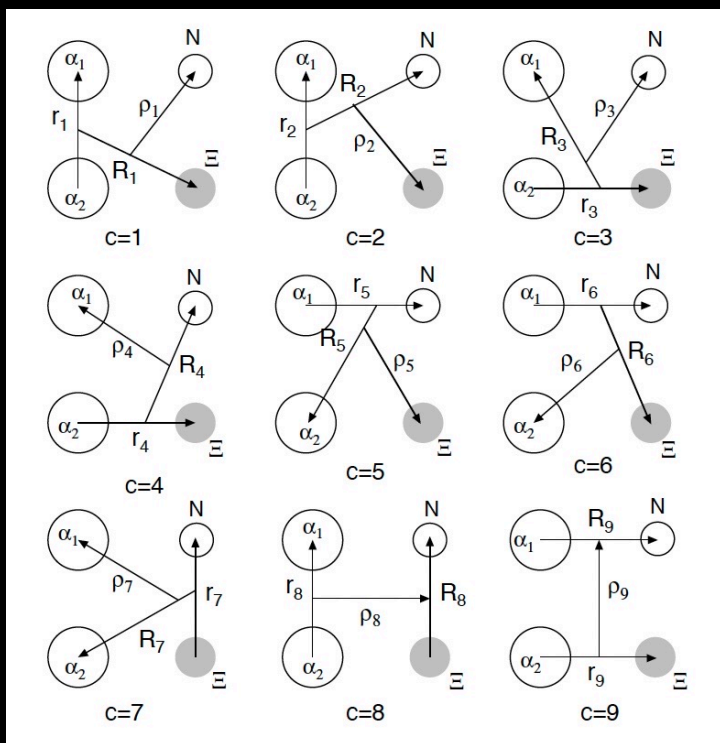 α₁ N
r₁ ρ₁
R₁ Ξ
α₂
c=1
α₁ N
R₂
r₂ ρ₂
Ξ
α₂
c=2
α₁ N
R₃ ρ₃
Ξ
α₂
r₃
c=3
α₁ N
ρ₄ R₄
α₂ Ξ
r₄
c=4
α₁ r₅ N
R₅ ρ₅
α₂ Ξ
c=5
α₁ r₆ N
ρ₆ R₆
α₂ Ξ
c=6
N
α₁
ρ₇ r₇
R₇
α₂ Ξ
c=7
N
α₁
r₈ R₈
ρ₈
α₂ Ξ
c=8
R₉ N
α₁
ρ₉
α₂
r₉ Ξ
c=9